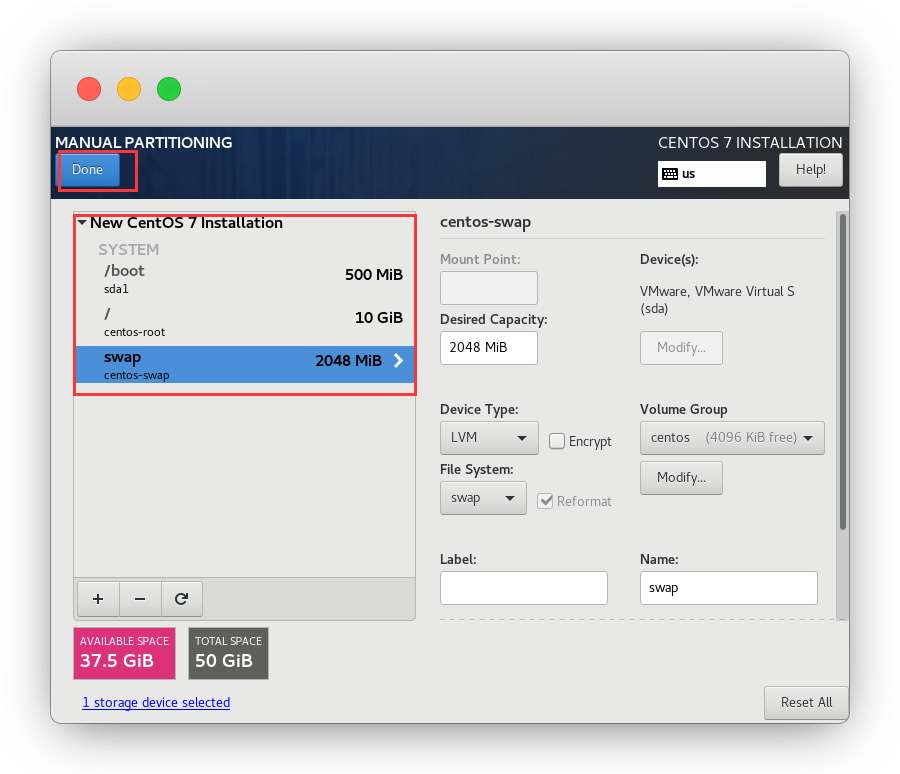 MANUAL PARTITIONING
CENTOS 7 INSTALLATION
Done
us
Help!
New CentOS 7 Installation
SYSTEM
/boot
500 MiB
sda1
/
10 GiB
centos-root
swap
2048 MiB
centos-swap
+ −
AVAILABLE SPACE
37.5 GiB
TOTAL SPACE
50 GiB
1 storage device selected
centos-swap
Mount Point:
Device(s):
VMware, VMware Virtual S
(sda)
Desired Capacity:
2048 MiB
Modify...
Device Type:
LVM
Encrypt
Volume Group
centos (4096 KiB free)
File System:
swap
Reformat
Modify...
Label:
Name:
swap
Reset All